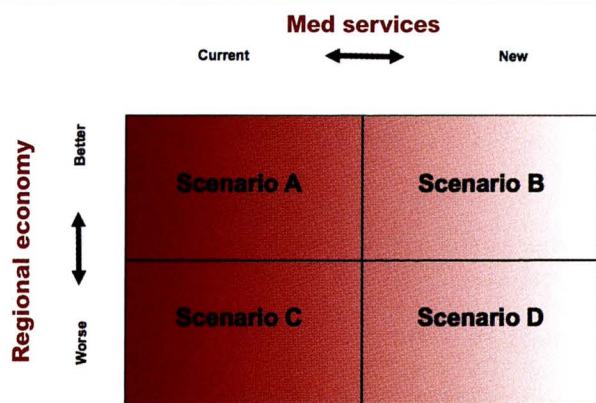 Med services
Current New
Regional economy
Better
Worse
Scenario A Scenario B
Scenario C Scenario D